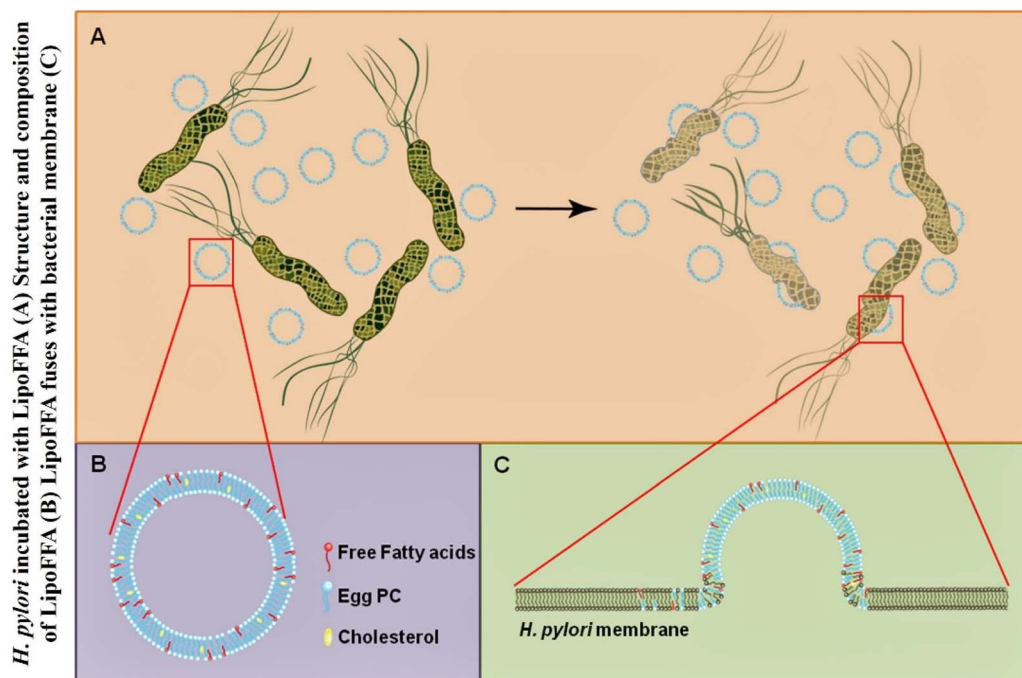 H. pylori incubated with LipoFFA (A) Structure and composition
of LipoFFA (B) LipoFFA fuses with bacterial membrane (C)
A
B
Free Fatty acids
Egg PC
Cholesterol
C
H. pylori membrane